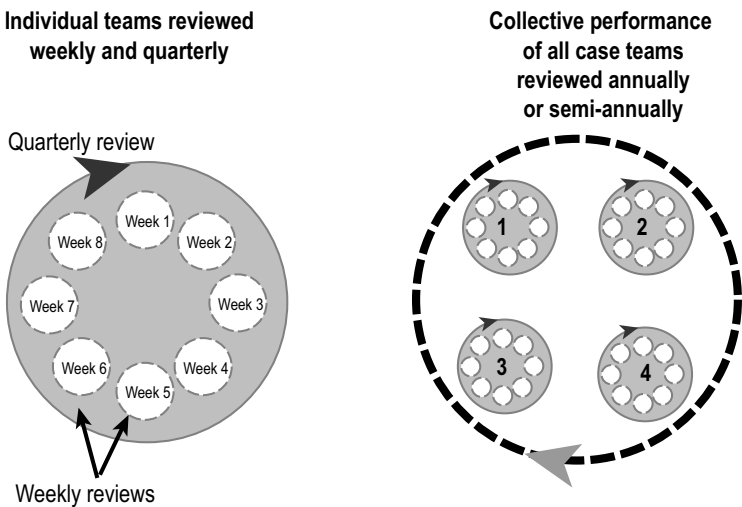 Individual teams reviewed
weekly and quarterly
Quarterly review
Week 1
Week 2
Week 3
Week 4
Week 5
Week 6
Week 7
Week 8
Weekly reviews
Collective performance
of all case teams
reviewed annually
or semi-annually
1
2
3
4